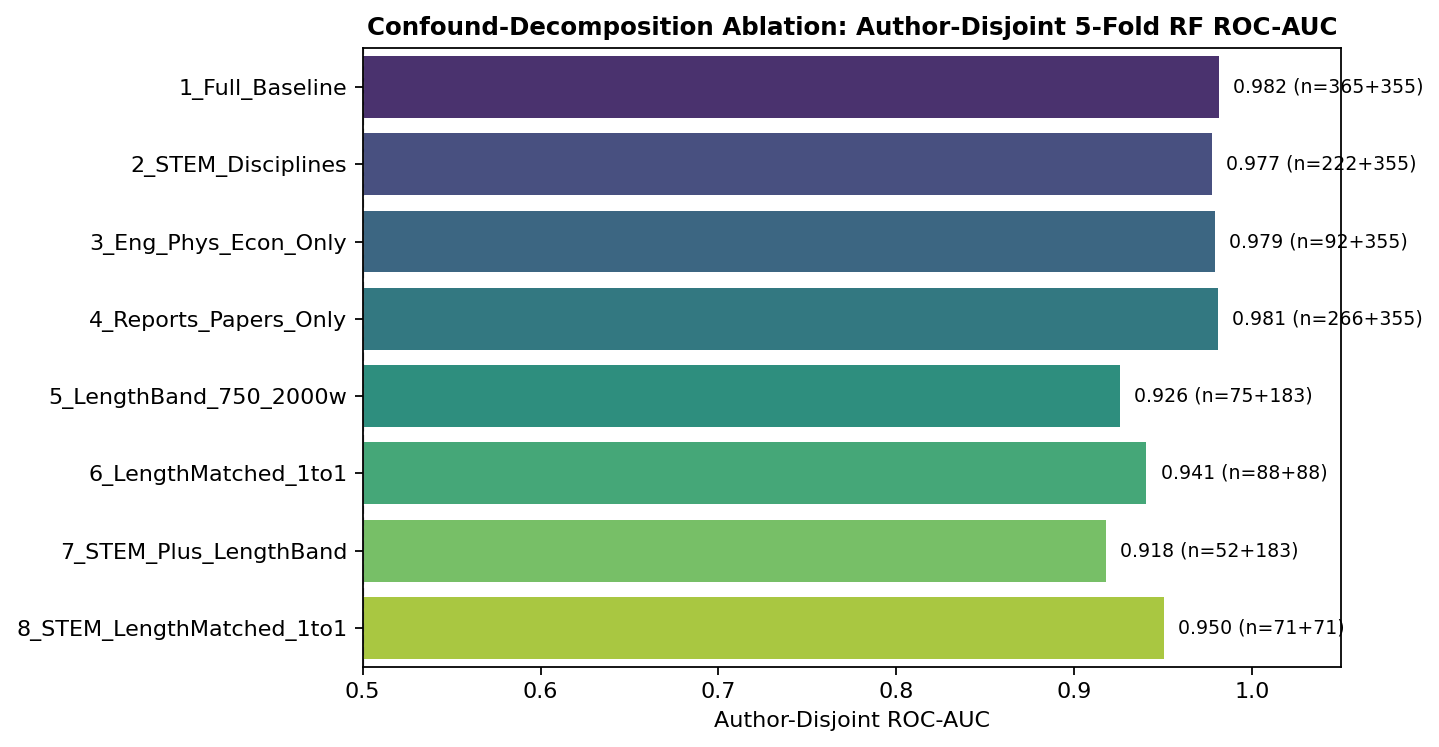 Confound-Decomposition Ablation: Author-Disjoint 5-Fold RF ROC-AUC
1_Full_Baseline 0.982 (n=365+355)
2_STEM_Disciplines 0.977 (n=222+355)
3_Eng_Phys_Econ_Only 0.979 (n=92+355)
4_Reports_Papers_Only 0.981 (n=266+355)
5_LengthBand_750_2000w 0.926 (n=75+183)
6_LengthMatched_1to1 0.941 (n=88+88)
7_STEM_Plus_LengthBand 0.918 (n=52+183)
8_STEM_LengthMatched_1to1 0.950 (n=71+71)
0.5 0.6 0.7 0.8 0.9 1.0
Author-Disjoint ROC-AUC